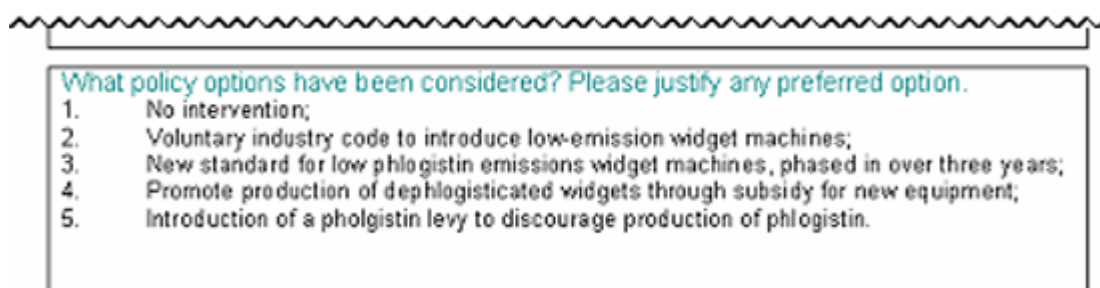 What policy options have been considered? Please justify any preferred option.
1. No intervention;
2. Voluntary industry code to introduce low-emission widget machines;
3. New standard for low phlogistin emissions widget machines, phased in over three years;
4. Promote production of dephlogisticated widgets through subsidy for new equipment;
5. Introduction of a pholgistin levy to discourage production of phlogistin.